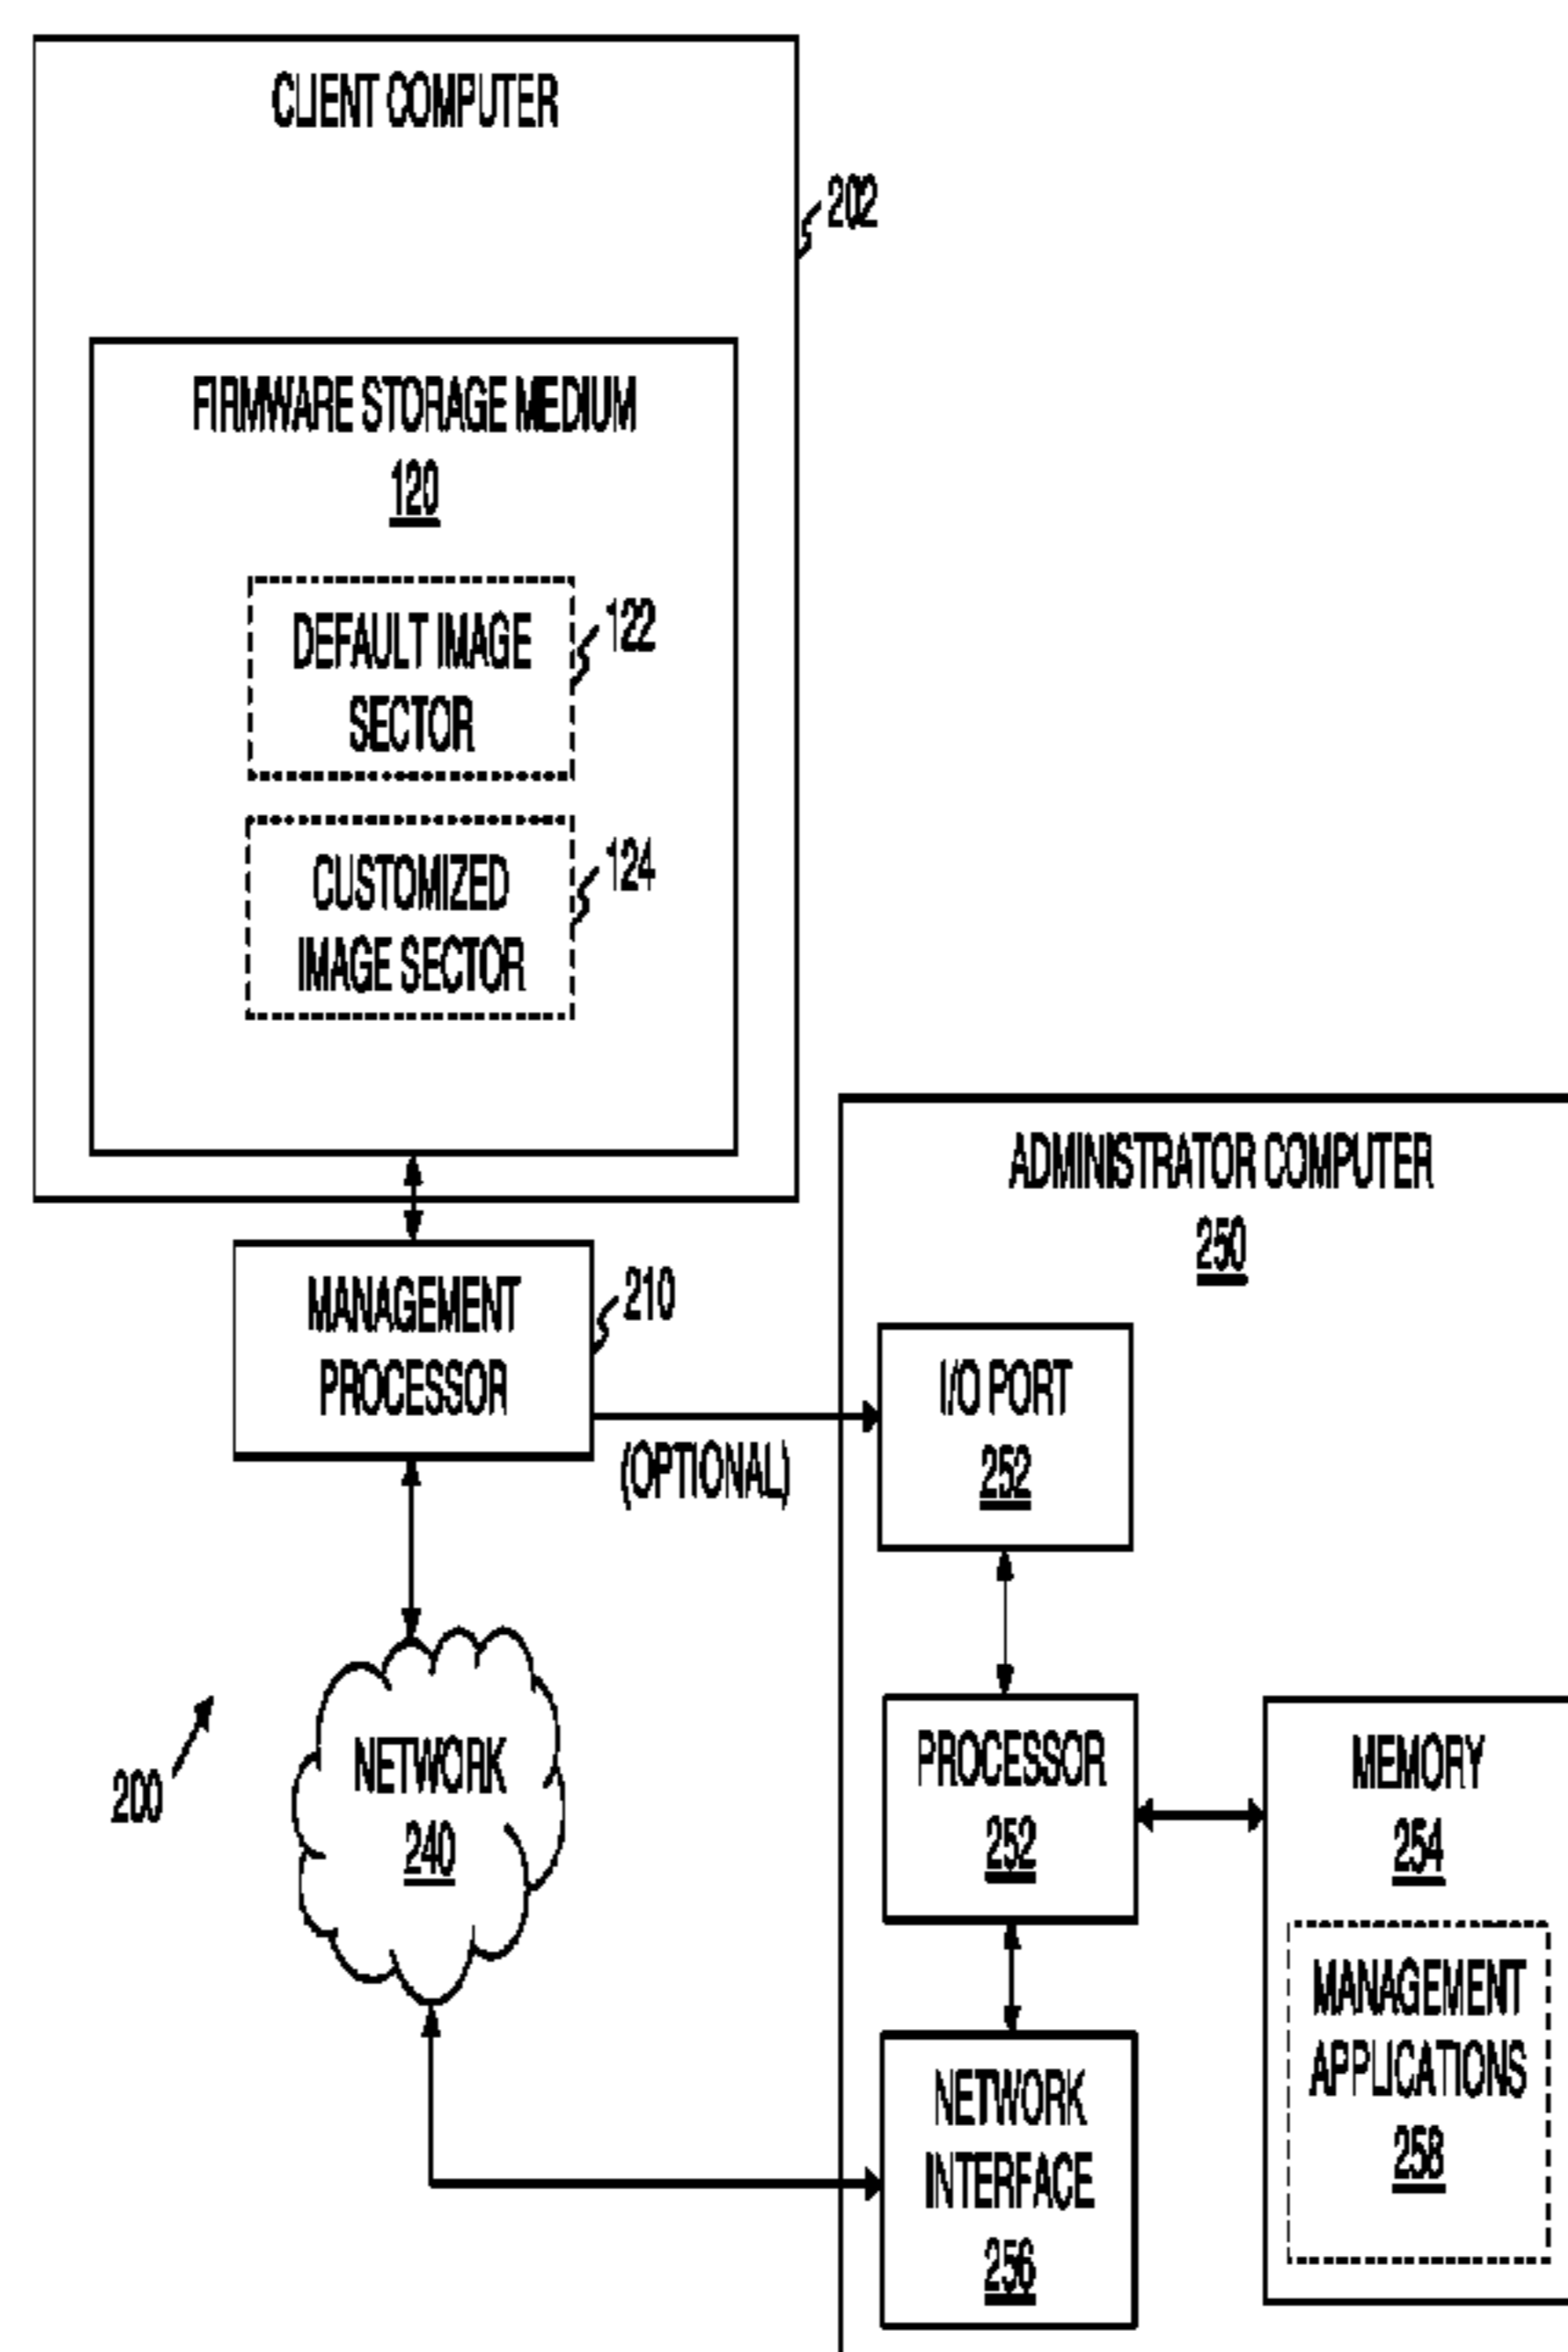 CLIENT COMPUTER
202
FIRMWARE STORAGE MEDIUM
120
DEFAULT IMAGE
SECTOR
122
CUSTOMIZED
IMAGE SECTOR
124
ADMINISTRATOR COMPUTER
250
MANAGEMENT
PROCESSOR
210
(OPTIONAL)
I/O PORT
252
200
NETWORK
240
PROCESSOR
252
MEMORY
254
MANAGEMENT
APPLICATIONS
258
NETWORK
INTERFACE
256